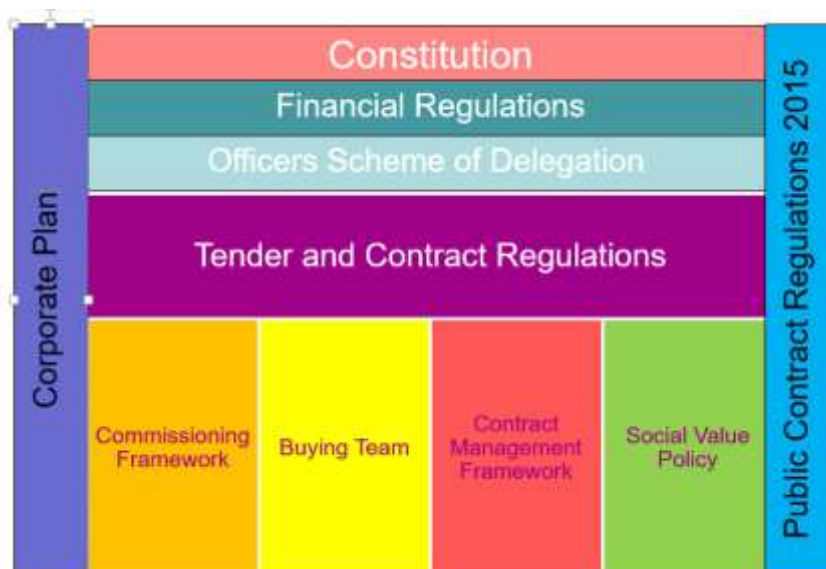 Corporate Plan
Constitution
Financial Regulations
Officers Scheme of Delegation
Tender and Contract Regulations
Commissioning
Framework
Buying Team
Contract
Management
Framework
Social Value
Policy
Public Contract Regulations 2015